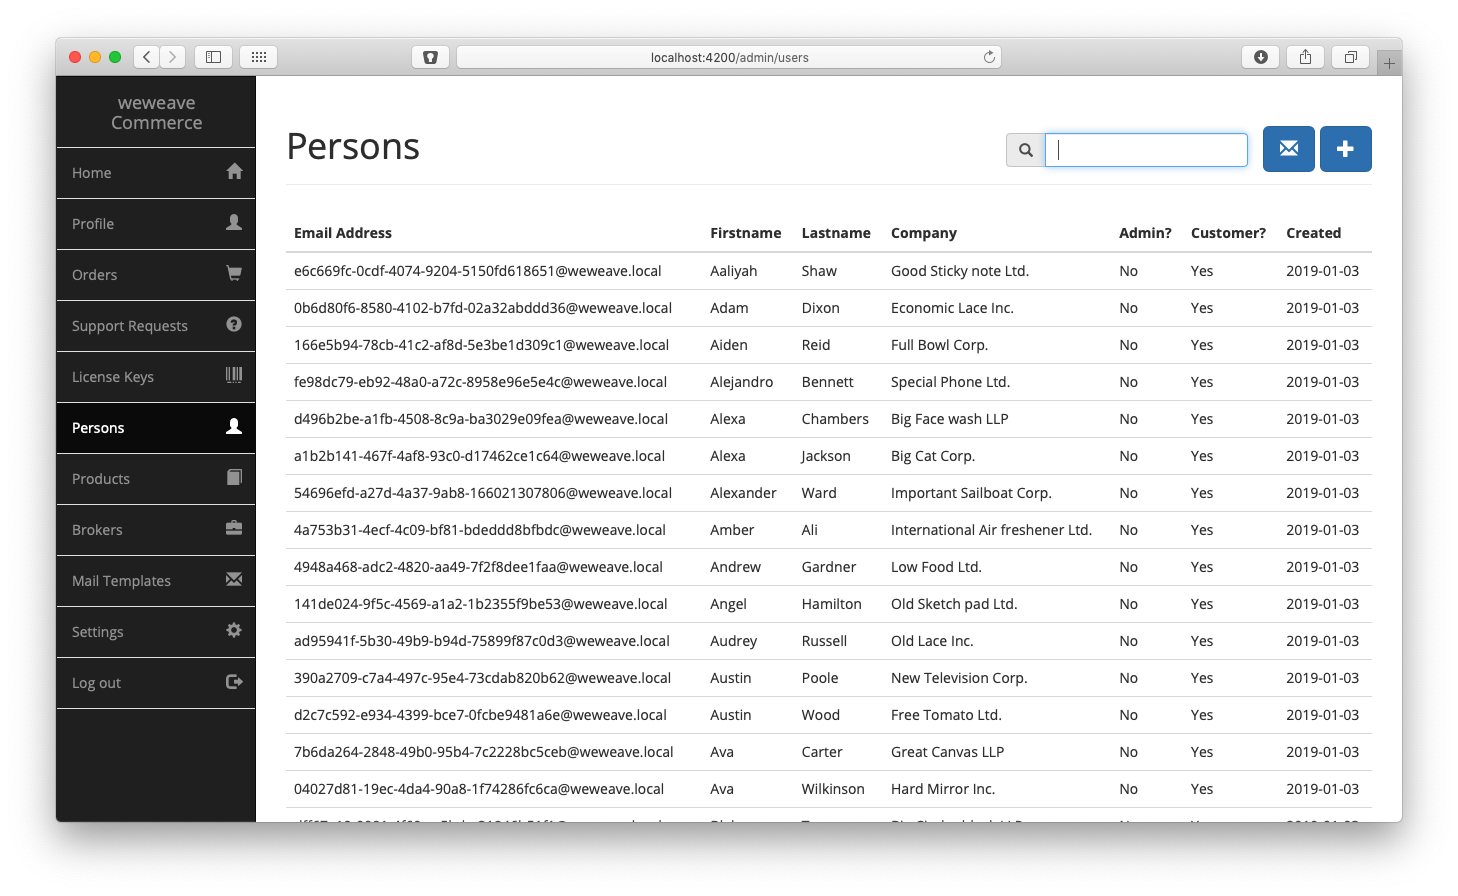 localhost:4200/admin/users
weweave
Commerce
Home
Profile
Orders
Support Requests
License Keys
Persons
Products
Brokers
Mail Templates
Settings
Log out
Persons
Email Address Firstname Lastname Company Admin? Customer? Created
e6c669fc-0cdf-4074-9204-5150fd618651@weweave.local Aaliyah Shaw Good Sticky note Ltd. No Yes 2019-01-03
0b6d80f6-8580-4102-b7fd-02a32abddd36@weweave.local Adam Dixon Economic Lace Inc. No Yes 2019-01-03
166e5b94-78cb-41c2-af8d-5e3be1d309c1@weweave.local Aiden Reid Full Bowl Corp. No Yes 2019-01-03
fe98dc79-eb92-48a0-a72c-8958e96e5e4c@weweave.local Alejandro Bennett Special Phone Ltd. No Yes 2019-01-03
d496b2be-a1fb-4508-8c9a-ba3029e09fea@weweave.local Alexa Chambers Big Face wash LLP No Yes 2019-01-03
a1b2b141-467f-4af8-93c0-d17462ce1c64@weweave.local Alexa Jackson Big Cat Corp. No Yes 2019-01-03
54696efd-a27d-4a37-9ab8-166021307806@weweave.local Alexander Ward Important Sailboat Corp. No Yes 2019-01-03
4a753b31-4ecf-4c09-bf81-bdeddd8bfbdc@weweave.local Amber Ali International Air freshener Ltd. No Yes 2019-01-03
4948a468-adc2-4820-aa49-7f2f8dee1faa@weweave.local Andrew Gardner Low Food Ltd. No Yes 2019-01-03
141de024-9f5c-4569-a1a2-1b2355f9be53@weweave.local Angel Hamilton Old Sketch pad Ltd. No Yes 2019-01-03
ad95941f-5b30-49b9-b94d-75899f87c0d3@weweave.local Audrey Russell Old Lace Inc. No Yes 2019-01-03
390a2709-c7a4-497c-95e4-73cdab820b62@weweave.local Austin Poole New Television Corp. No Yes 2019-01-03
d2c7c592-e934-4399-bce7-0fcbe9481a6e@weweave.local Austin Wood Free Tomato Ltd. No Yes 2019-01-03
7b6da264-2848-49b0-95b4-7c2228bc5ceb@weweave.local Ava Carter Great Canvas LLP No Yes 2019-01-03
04027d81-19ec-4da4-90a8-1f74286fc6ca@weweave.local Ava Wilkinson Hard Mirror Inc. No Yes 2019-01-03